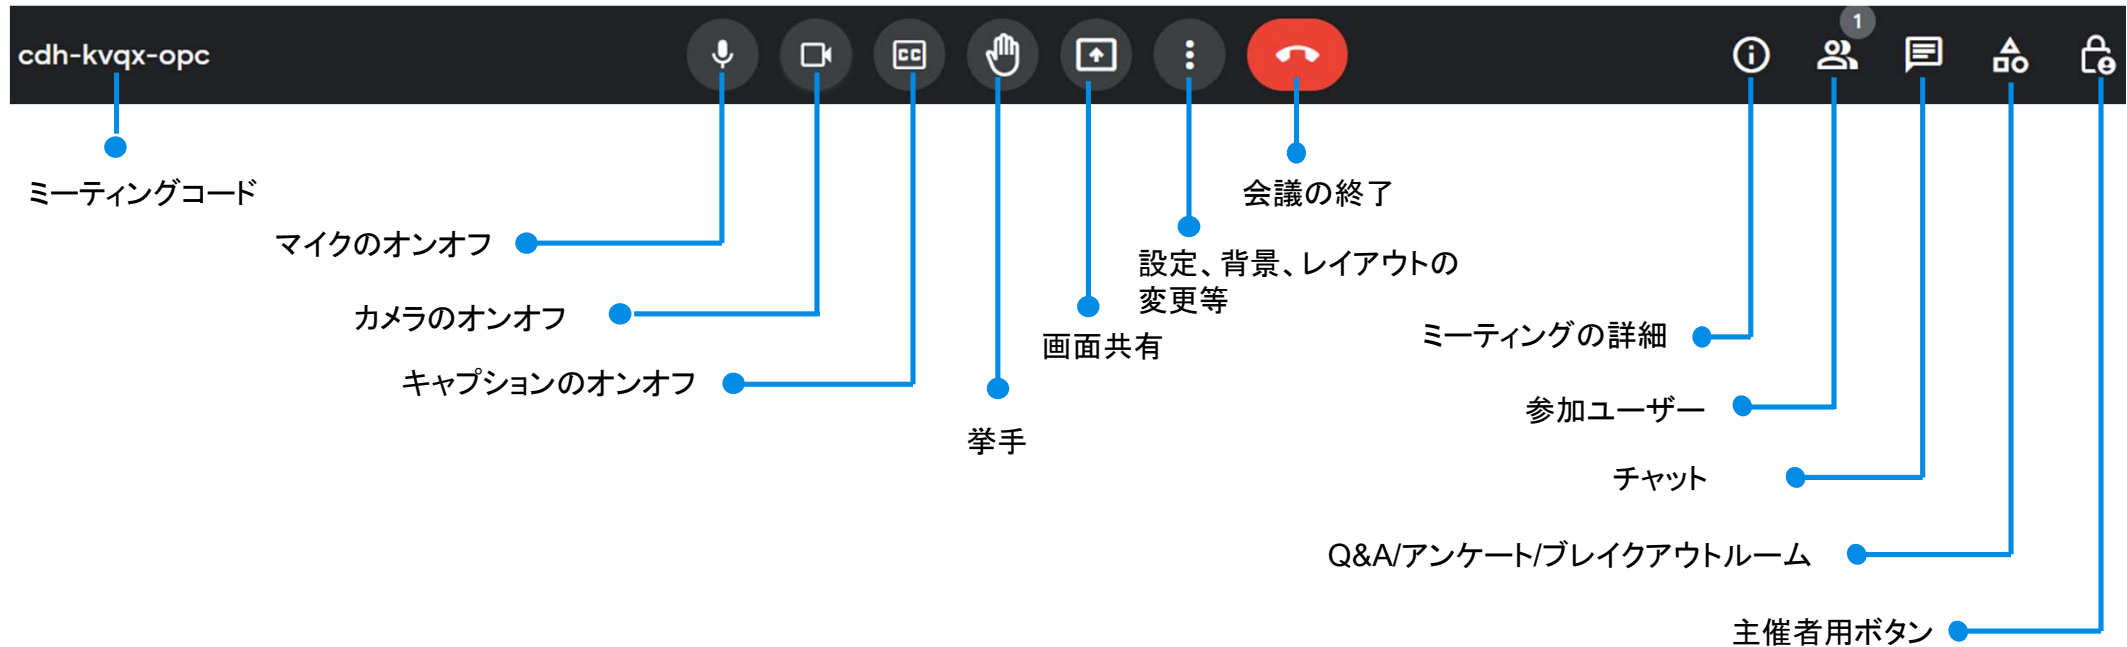 1
cdh-kvqx-opc
CC
ミーティングコード
会議の終了
マイクのオンオフ
設定、背景、レイアウトの
変更等
カメラのオンオフ
画面共有
ミーティングの詳細
キャプションのオンオフ
参加ユーザー
挙手
チャット
Q&A/アンケート/ブレイクアウトルーム
主催者用ボタン